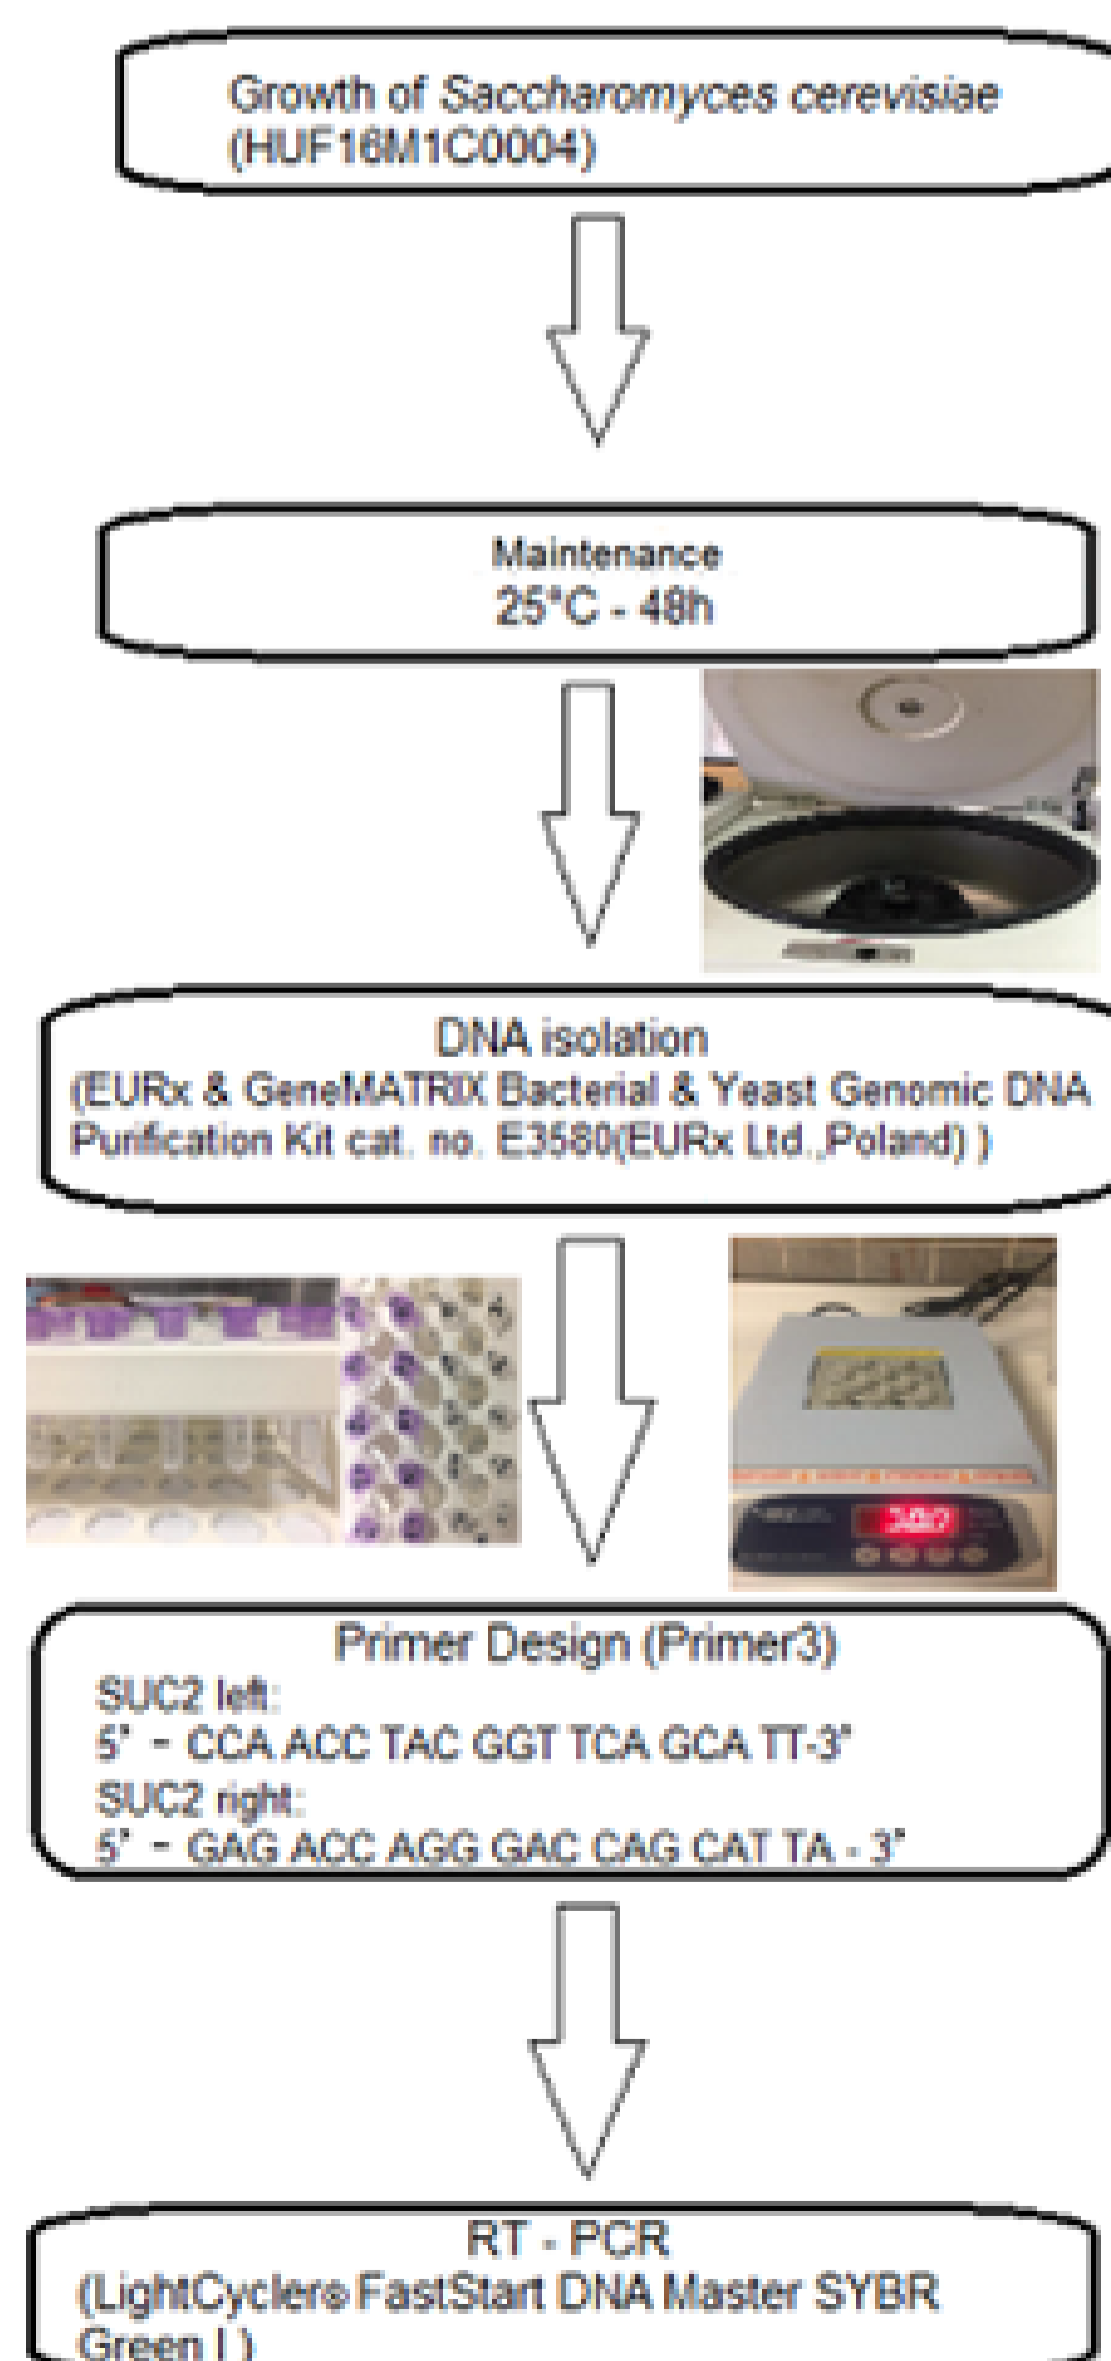 Growth of Saccharomyces cerevisiae
(HUF16M1C0004)
Maintenance
25°C - 48h
DNA isolation
(EURx & GeneMATRIX Bacterial & Yeast Genomic DNA
Purification Kit cat. no. E3580(EURx Ltd.,Poland) )
Primer Design (Primer3)
SUC2 left:
5' - CCA ACC TAC GGT TCA GCA TT-3'
SUC2 right:
5' - GAG ACC AGG GAC CAG CAT TA - 3'
RT - PCR
(LightCycler® FastStart DNA Master SYBR
Green I )